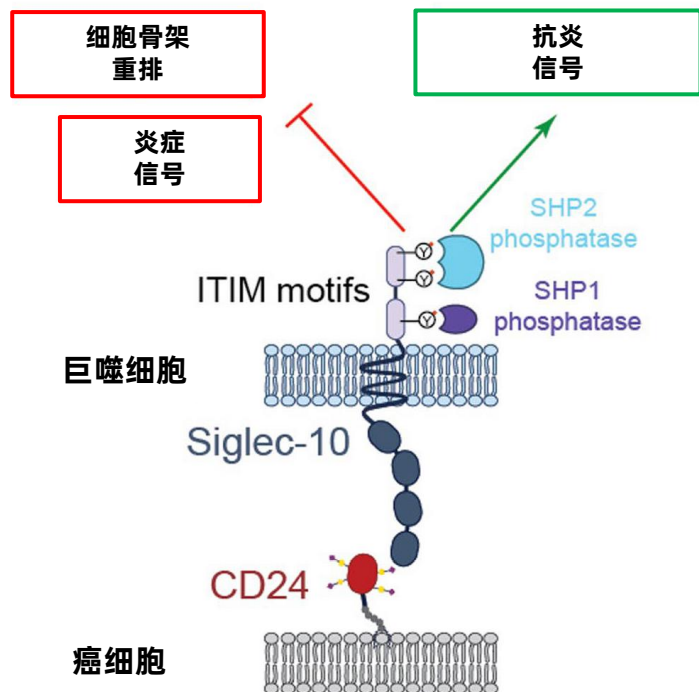 细胞骨架
重排
抗炎
信号
炎症
信号
SHP2
phosphatase
ITIM motifs
Y
Y
Y
SHP1
phosphatase
巨噬细胞
Siglec-10
CD24
癌细胞